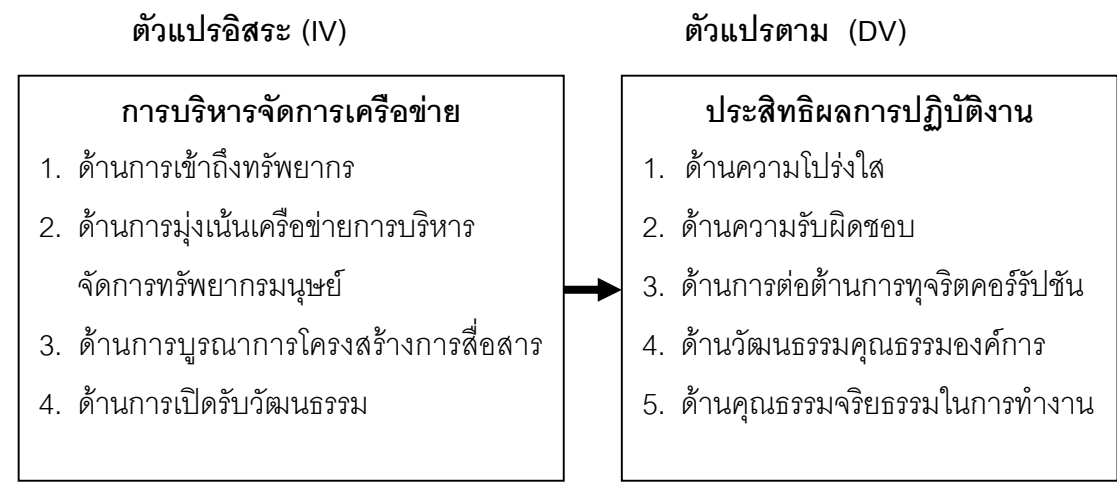 ตัวแปรอิสระ (IV)
การบริหารจัดการเครือข่าย
1. ด้านการเข้าถึงทรัพยากร
2. ด้านการมุ่งเน้นเครือข่ายการบริหาร
จัดการทรัพยากรมนุษย์
3. ด้านการบูรณาการโครงสร้างการสื่อสาร
4. ด้านการเปิดรับวัฒนธรรม
ตัวแปรตาม (DV)
ประสิทธิผลการปฏิบัติงาน
1. ด้านความโปร่งใส
2. ด้านความรับผิดชอบ
3. ด้านการต่อต้านการทุจริตคอร์รัปชัน
4. ด้านวัฒนธรรมคุณธรรมองค์การ
5. ด้านคุณธรรมจริยธรรมในการทำงาน